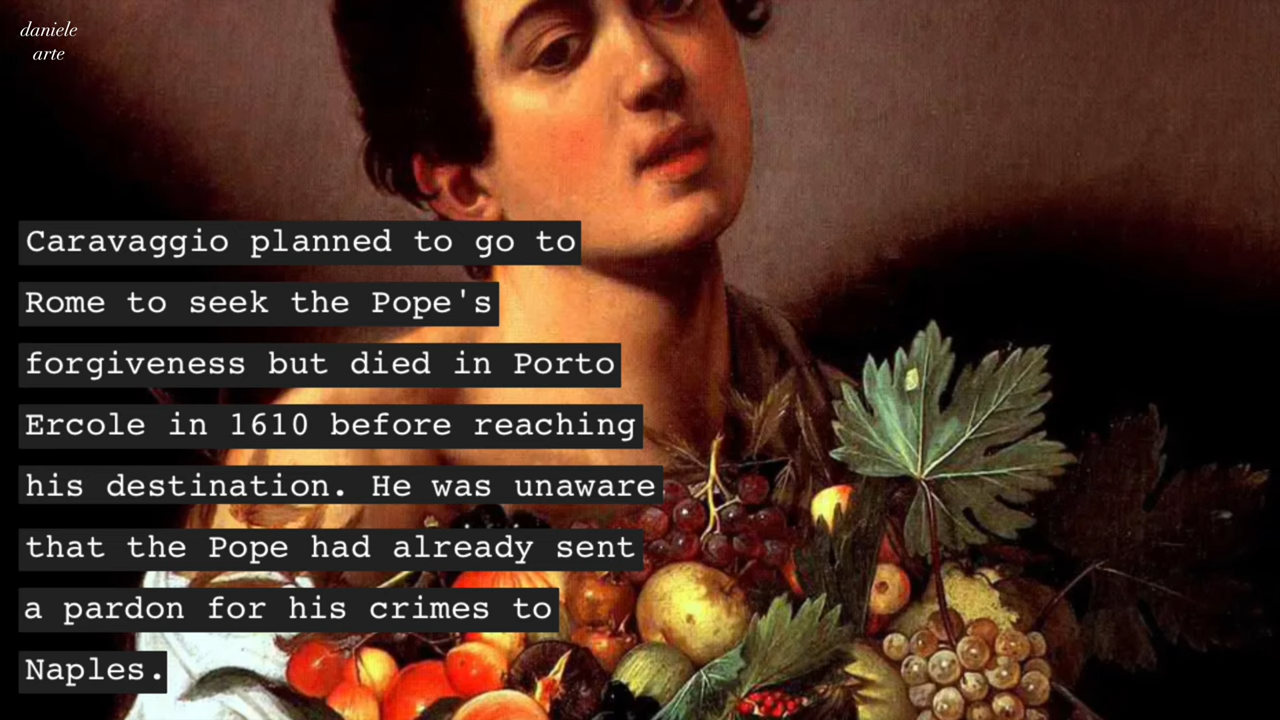 daniele
arte
Caravaggio planned to go to
Rome to seek the Pope's
forgiveness but died in Porto
Ercole in 1610 before reaching
his destination. He was unaware
that the Pope had already sent
a pardon for his crimes to
Naples.